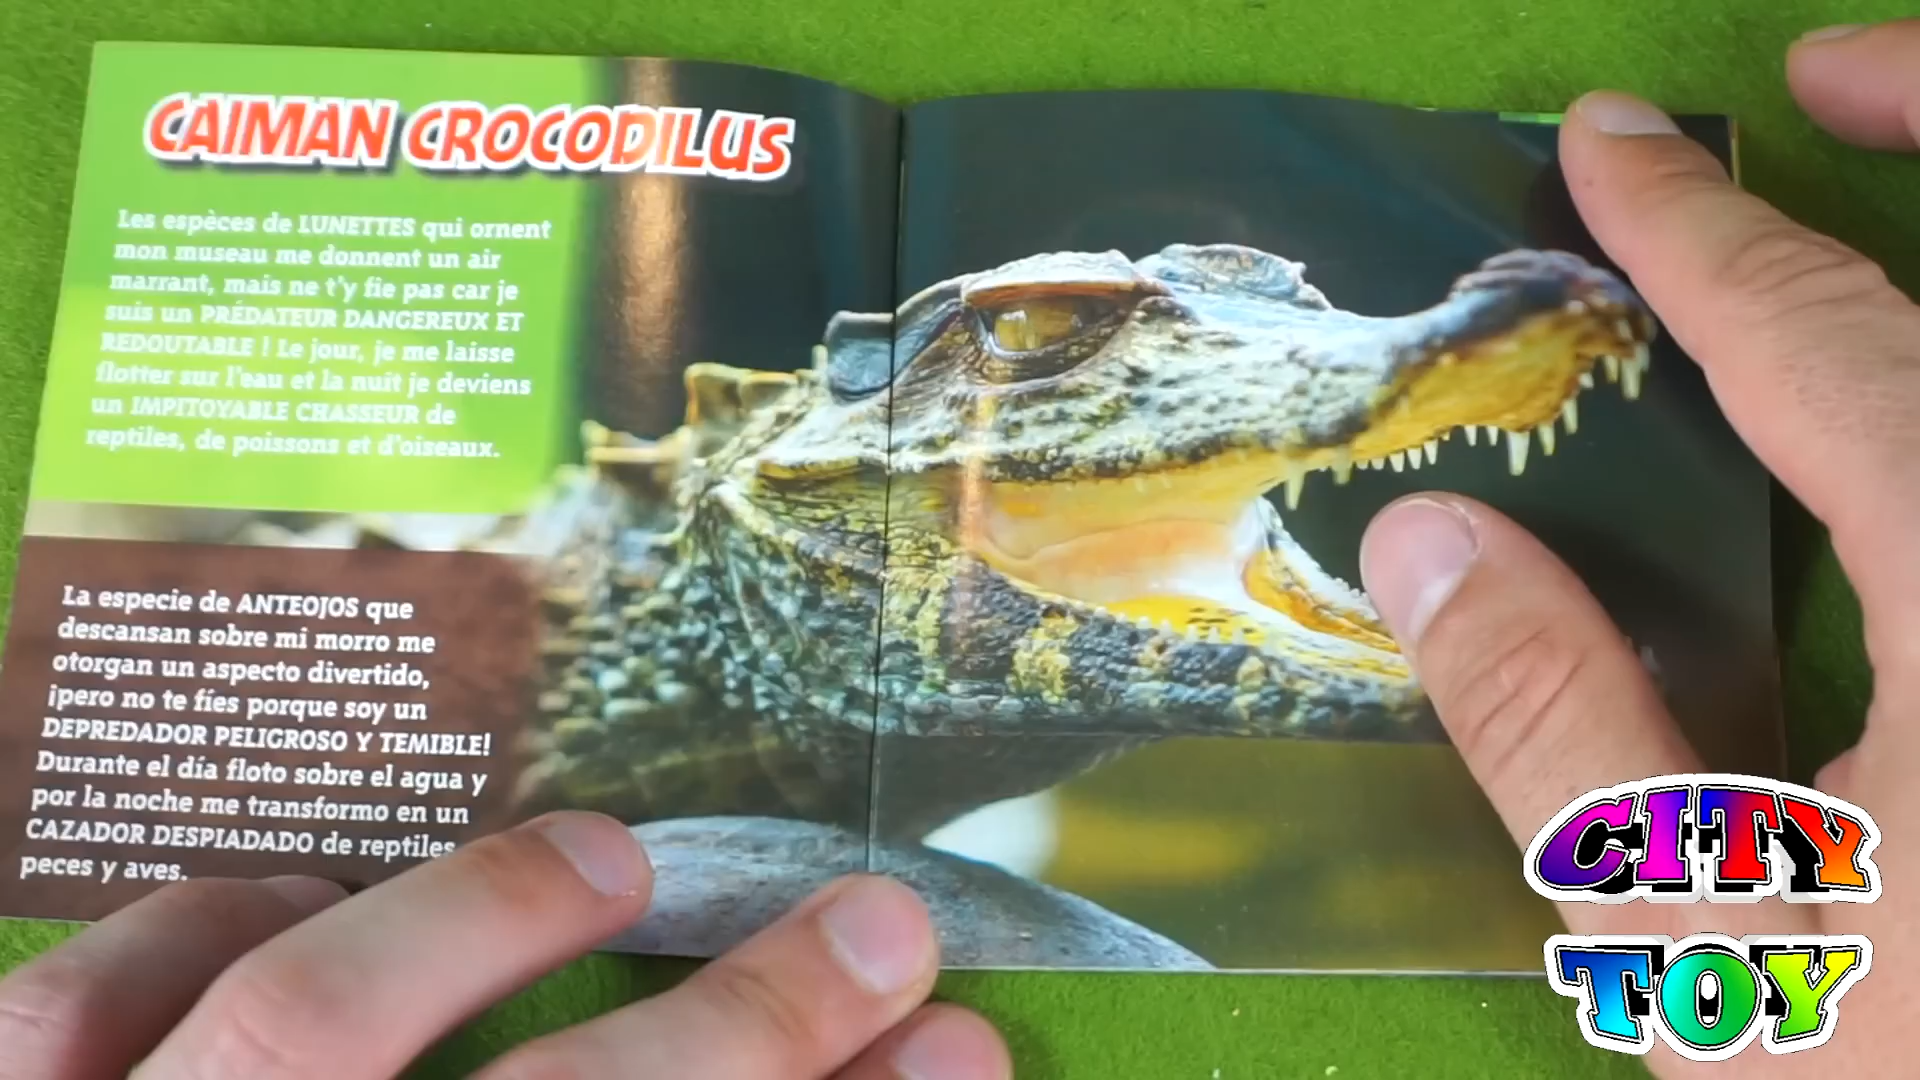 CAIMAN CROCODILUS
Les espèces de LUNETTES qui ornent
mon museau me donnent un air
marrant, mais ne t'y fie pas car je
suis un PRÉDATEUR DANGEREUX ET
REDOUTABLE ! Le jour, je me laisse
flotter sur l'eau et la nuit je deviens
un IMPITOYABLE CHASSEUR de
reptiles, de poissons et d'oiseaux.
La especie de ANTEOJOS que
descansan sobre mi morro me
otorgan un aspecto divertido,
¡pero no te fíes porque soy un
DEPREDADOR PELIGROSO Y TEMIBLE!
Durante el día floto sobre el agua y
por la noche me transformo en un
CAZADOR DESPIADADO de reptiles
peces y aves.
CITY
TOY